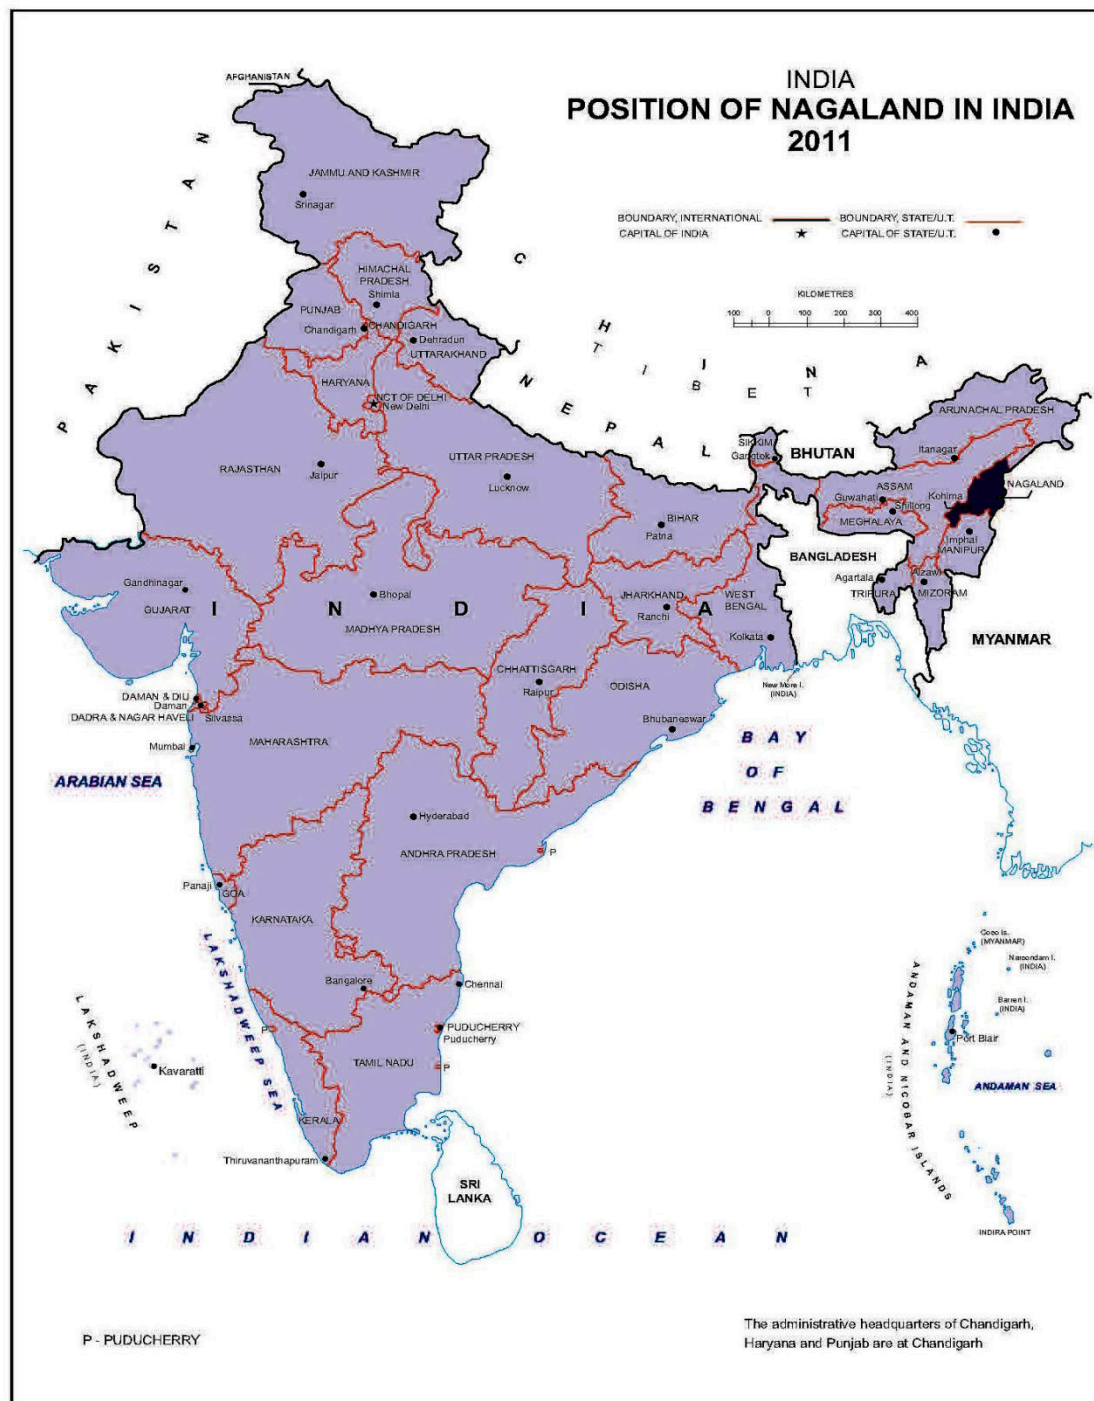 INDIA
POSITION OF NAGALAND IN INDIA
2011
BOUNDARY, INTERNATIONAL
BOUNDARY, STATE/U.T.
CAPITAL OF INDIA
CAPITAL OF STATE/U.T.
KILOMETRES
100 0 100 200 300 400
AFGHANISTAN
PAKISTAN
CHINA
TIBET
NEPAL
JAMMU AND KASHMIR
Srinagar
HIMACHAL
PRADESH
Shimla
PUNJAB
Chandigarh
CHANDIGARH
Dehradun
UTTARAKHAND
HARYANA
NCT OF DELHI
New Delhi
ARUNACHAL PRADESH
Itanagar
SIKKIM
Gangtok
BHUTAN
RAJASTHAN
Jaipur
UTTAR PRADESH
Lucknow
ASSAM
Guwahati
Shillong
MEGHALAYA
Kohima
NAGALAND
BIHAR
Patna
Imphal
MANIPUR
BANGLADESH
Agartala
TRIPURA
Aizawl
MIZORAM
MYANMAR
Gandhinagar
GUJARAT
INDIA
Bhopal
MADHYA PRADESH
JHARKHAND
Ranchi
WEST
BENGAL
Kolkata
New More I.
(INDIA)
CHHATTISGARH
Raipur
ODISHA
Bhubaneswar
DAMAN & DIU
Daman
DADRA & NAGAR HAVELI
Silvassa
Mumbai
MAHARASHTRA
ARABIAN SEA
BAY
OF
BENGAL
Hyderabad
ANDHRA PRADESH
P
Panaji
GOA
KARNATAKA
Bangalore
Chennai
LAKSHADWEEP SEA
LAKSHADWEEP
(INDIA)
Kavaratti
P
PUDUCHERRY
Puducherry
TAMIL NADU
P
KERALA
Thiruvananthapuram
SRI
LANKA
Coco Is.
(MYANMAR)
Narcondam I.
(INDIA)
Barren I.
(INDIA)
Port Blair
ANDAMAN AND NICOBAR ISLANDS
(INDIA)
ANDAMAN SEA
INDIRA POINT
INDIAN OCEAN
P - PUDUCHERRY
The administrative headquarters of Chandigarh,
Haryana and Punjab are at Chandigarh